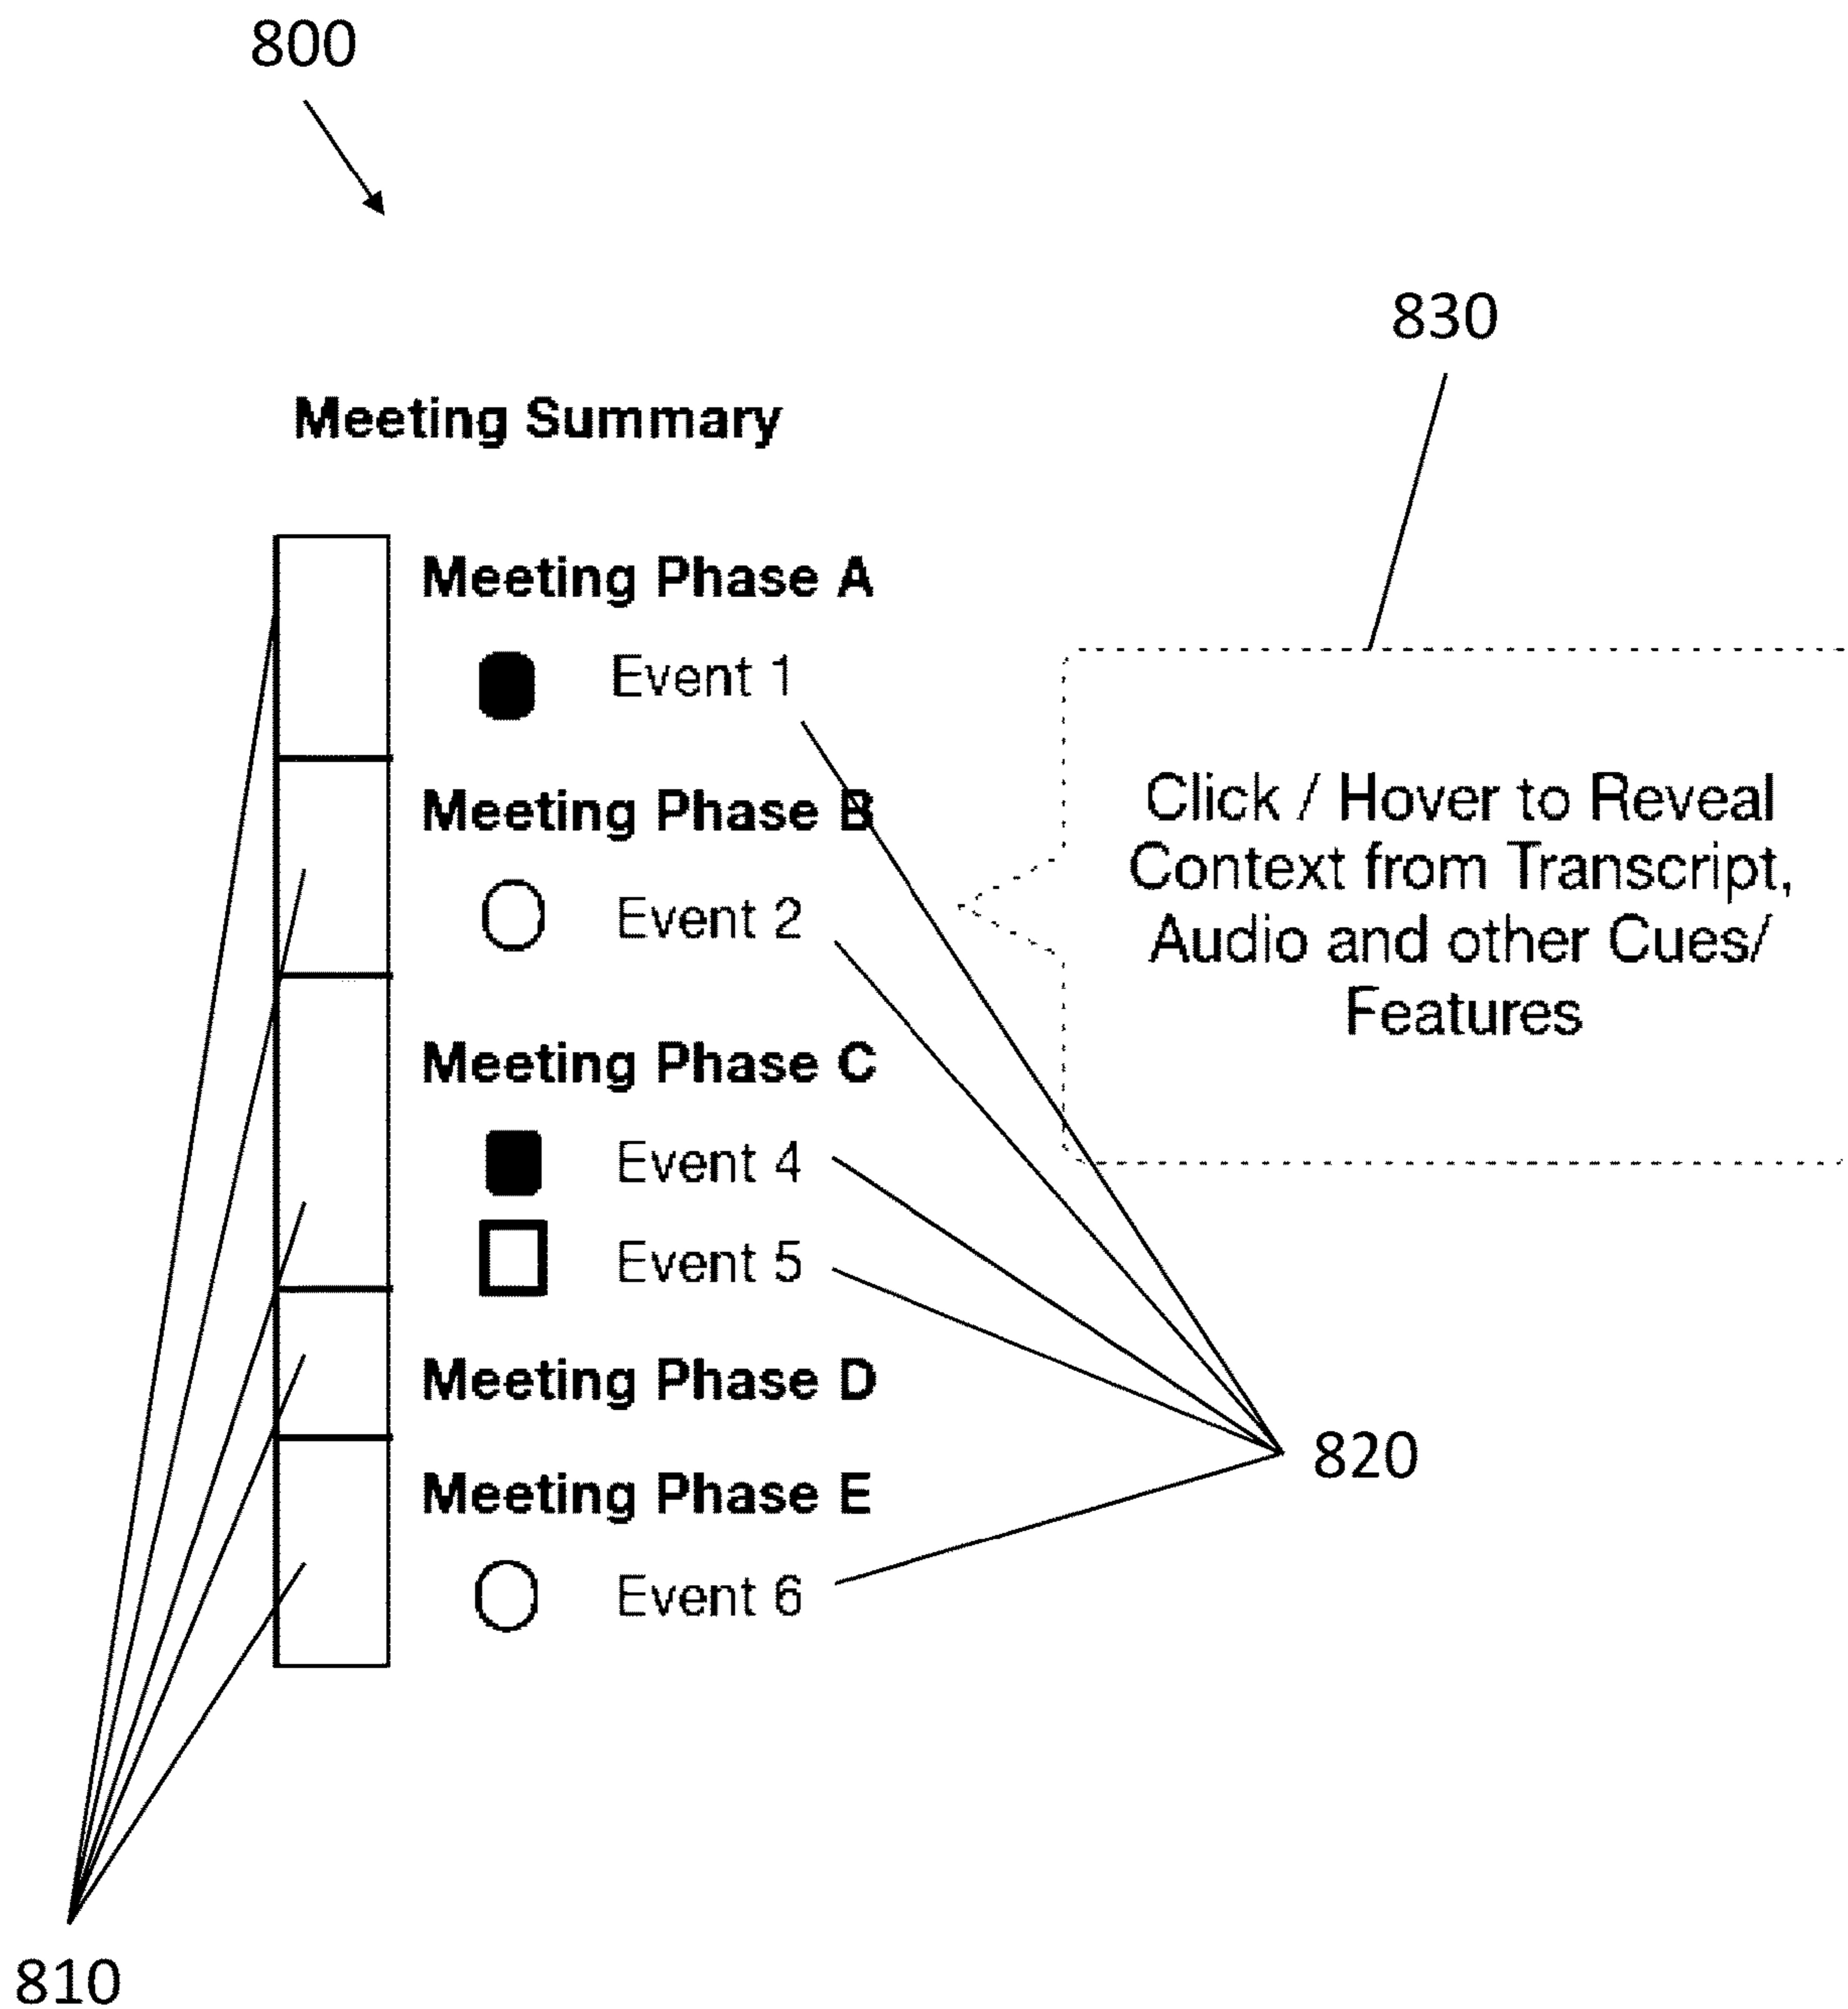 800
830
Meeting Summary
Meeting Phase A
Event 1
Meeting Phase B
Event 2
Click / Hover to Reveal
Context from Transcript,
Audio and other Cues/
Features
Meeting Phase C
Event 4
Event 5
Meeting Phase D
820
Meeting Phase E
Event 6
810